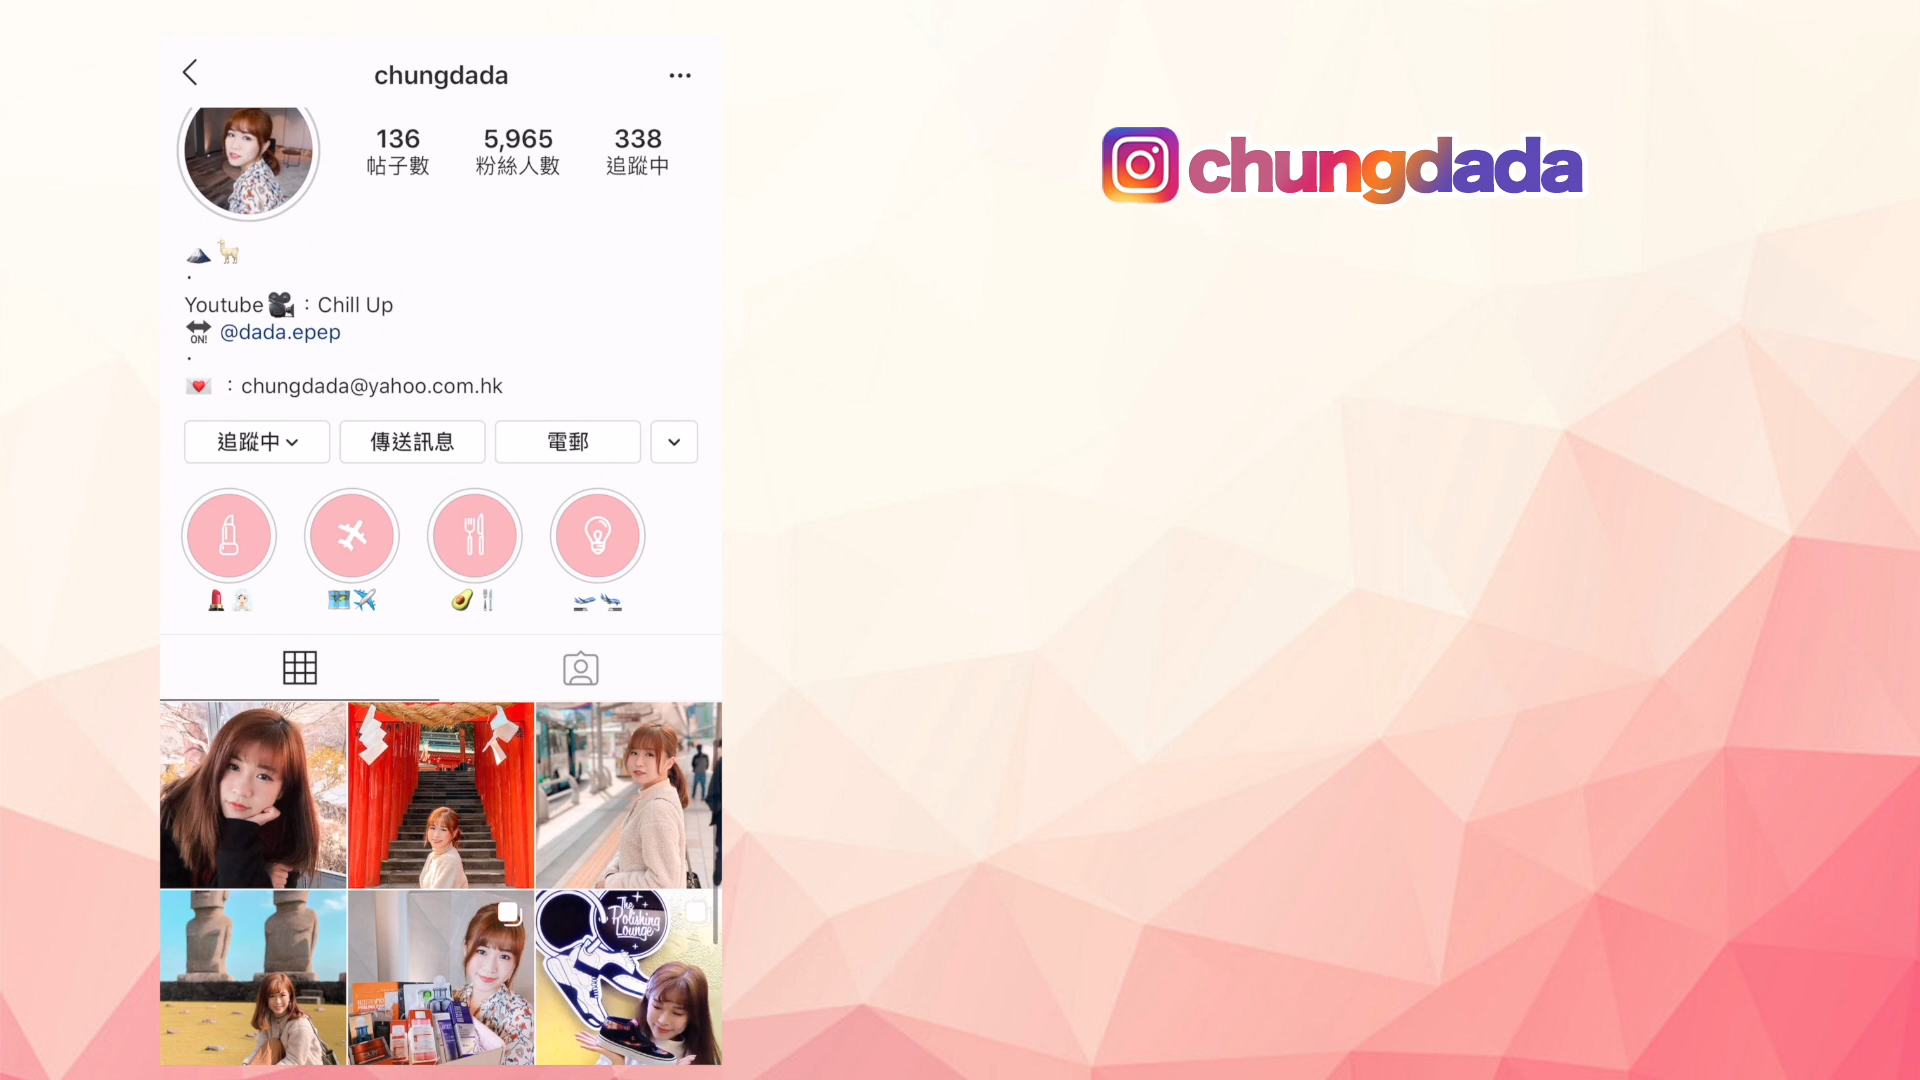 chungdada
136
5,965
338
帖子數
粉絲人數
追蹤中
Youtube：Chill Up
ON! @dada.epep
：chungdada@yahoo.com.hk
追蹤中
傳送訊息
電郵
The
Polishing
Lounge
chungdada